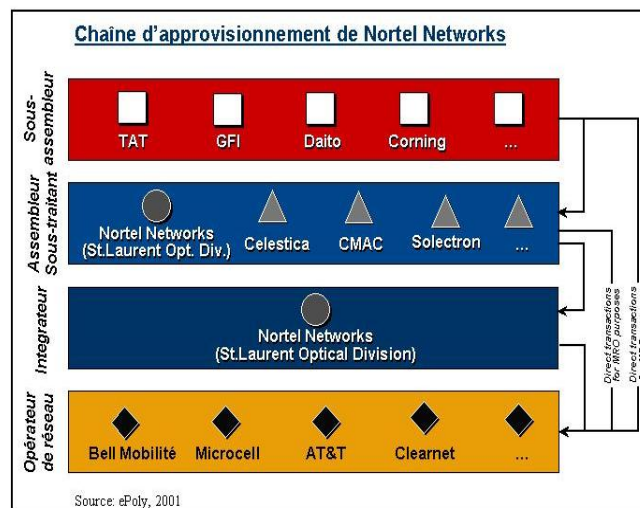 Chaîne d'approvisionnement de Nortel Networks
Sous-
assembleur
TAT
GFI
Daito
Corning
...
Assembleur
Sous-traitant
Nortel Networks
(St.Laurent Opt. Div.)
Celestica
CMAC
Solectron
...
Integrateur
Nortel Networks
(St.Laurent Optical Division)
Direct transactions
for MRO purposes
Direct transactions
Opérateur
de réseau
Bell Mobilité
Microcell
AT&T
Clearnet
...
Source: ePoly, 2001